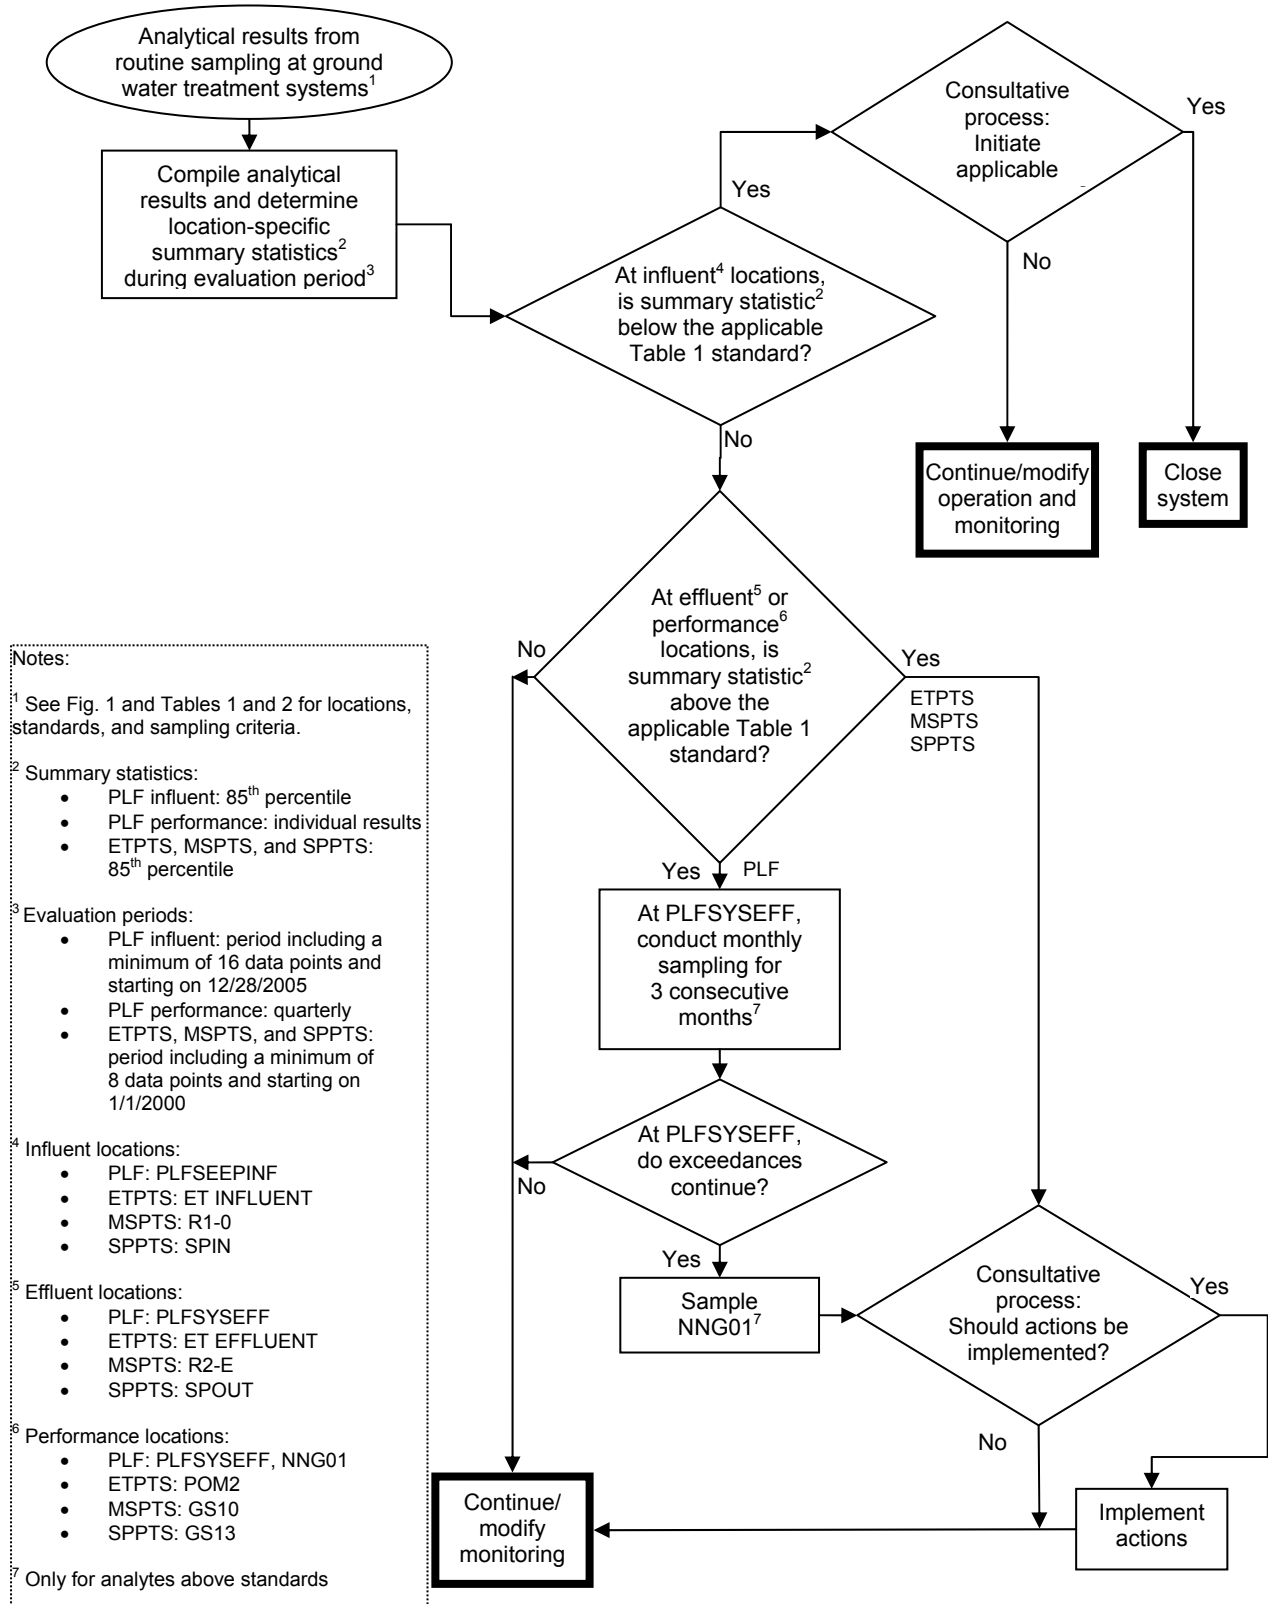 Analytical results from
routine sampling at ground
water treatment systems¹
Compile analytical
results and determine
location-specific
summary statistics²
during evaluation period³
At influent⁴ locations,
is summary statistic²
below the applicable
Table 1 standard?
Yes
No
Consultative
process:
Initiate
applicable
Yes
No
Continue/modify
operation and
monitoring
Close
system
At effluent⁵ or
performance⁶
locations, is
summary statistic²
above the
applicable Table 1
standard?
No
Yes
ETPTS
MSPTS
SPPTS
Yes
PLF
At PLFSYSEFF,
conduct monthly
sampling for
3 consecutive
months⁷
At PLFSYSEFF,
do exceedances
continue?
No
Yes
Sample
NNG01⁷
Consultative
process:
Should actions be
implemented?
Yes
No
Implement
actions
Continue/
modify
monitoring
Notes:
¹ See Fig. 1 and Tables 1 and 2 for locations,
standards, and sampling criteria.
² Summary statistics:
• PLF influent: 85th percentile
• PLF performance: individual results
• ETPTS, MSPTS, and SPPTS:
85th percentile
³ Evaluation periods:
• PLF influent: period including a
minimum of 16 data points and
starting on 12/28/2005
• PLF performance: quarterly
• ETPTS, MSPTS, and SPPTS:
period including a minimum of
8 data points and starting on
1/1/2000
⁴ Influent locations:
• PLF: PLFSEEPINF
• ETPTS: ET INFLUENT
• MSPTS: R1-0
• SPPTS: SPIN
⁵ Effluent locations:
• PLF: PLFSYSEFF
• ETPTS: ET EFFLUENT
• MSPTS: R2-E
• SPPTS: SPOUT
⁶ Performance locations:
• PLF: PLFSYSEFF, NNG01
• ETPTS: POM2
• MSPTS: GS10
• SPPTS: GS13
⁷ Only for analytes above standards